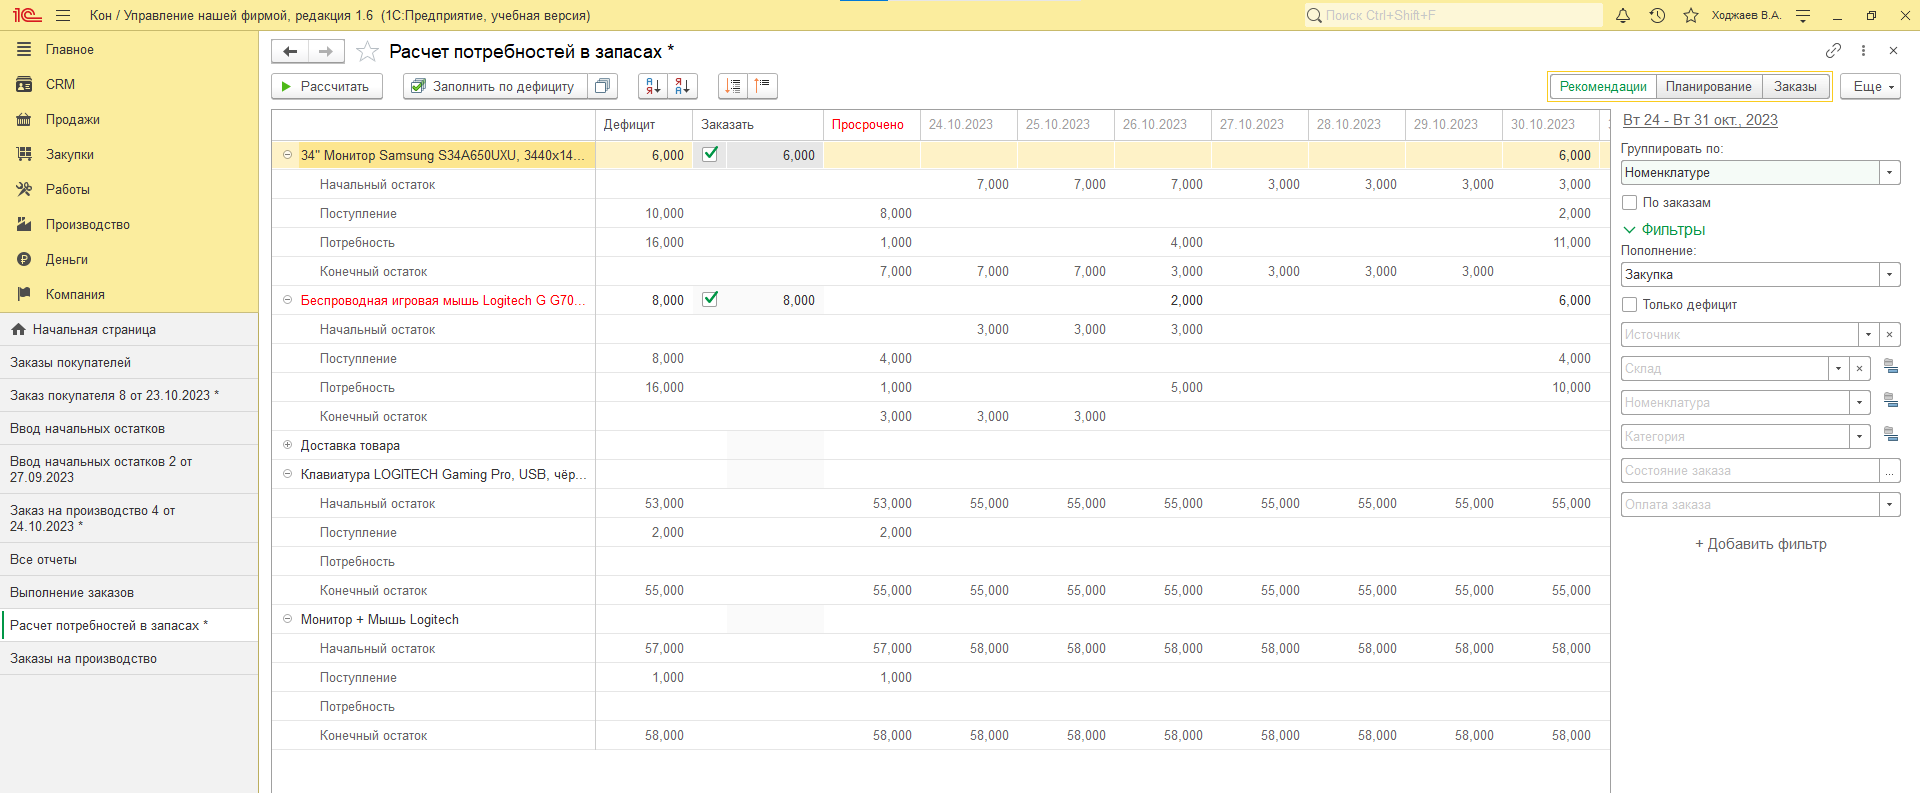 1С Кон / Управление нашей фирмой, редакция 1.6 (1С:Предприятие, учебная версия) Поиск Ctrl+Shift+F Ходжаев В.А.
Главное
CRM
Продажи
Закупки
Работы
Производство
Деньги
Компания
Начальная страница
Заказы покупателей
Заказ покупателя 8 от 23.10.2023 *
Ввод начальных остатков
Ввод начальных остатков 2 от
27.09.2023
Заказ на производство 4 от
24.10.2023 *
Все отчеты
Выполнение заказов
Расчет потребностей в запасах *
Заказы на производство
Расчет потребностей в запасах *
Рассчитать Заполнить по дефициту А Я Я А Рекомендации Планирование Заказы Еще
Дефицит Заказать Просрочено 24.10.2023 25.10.2023 26.10.2023 27.10.2023 28.10.2023 29.10.2023 30.10.2023
34" Монитор Samsung S34A650UXU, 3440x14... 6,000 6,000 6,000
Начальный остаток 7,000 7,000 7,000 3,000 3,000 3,000 3,000
Поступление 10,000 8,000 2,000
Потребность 16,000 1,000 4,000 11,000
Конечный остаток 7,000 7,000 7,000 3,000 3,000 3,000 3,000
Беспроводная игровая мышь Logitech G G70... 8,000 8,000 2,000 6,000
Начальный остаток 3,000 3,000 3,000
Поступление 8,000 4,000 4,000
Потребность 16,000 1,000 5,000 10,000
Конечный остаток 3,000 3,000 3,000
Доставка товара
Клавиатура LOGITECH Gaming Pro, USB, чёр...
Начальный остаток 53,000 53,000 55,000 55,000 55,000 55,000 55,000 55,000 55,000
Поступление 2,000 2,000
Потребность
Конечный остаток 55,000 55,000 55,000 55,000 55,000 55,000 55,000 55,000 55,000
Монитор + Мышь Logitech
Начальный остаток 57,000 57,000 58,000 58,000 58,000 58,000 58,000 58,000 58,000
Поступление 1,000 1,000
Потребность
Конечный остаток 58,000 58,000 58,000 58,000 58,000 58,000 58,000 58,000 58,000
Вт 24 - Вт 31 окт., 2023
Группировать по:
Номенклатуре
По заказам
Фильтры
Пополнение:
Закупка
Только дефицит
Источник
Склад
Номенклатура
Категория
Состояние заказа ...
Оплата заказа
+ Добавить фильтр